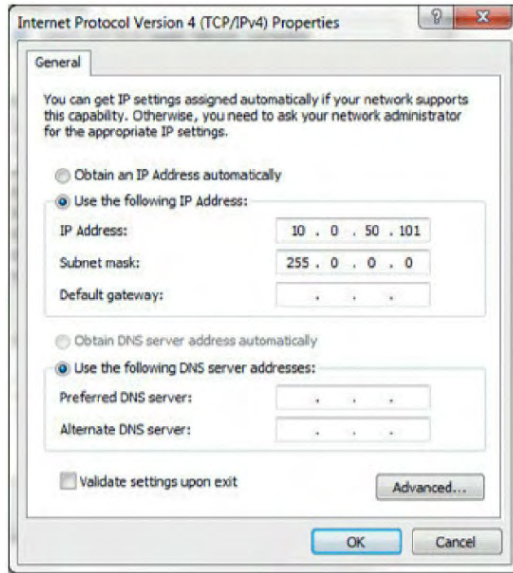 Internet Protocol Version 4 (TCP/IPv4) Properties
General
You can get IP settings assigned automatically if your network supports
this capability. Otherwise, you need to ask your network administrator
for the appropriate IP settings.
Obtain an IP Address automatically
Use the following IP Address:
IP Address: 10 . 0 . 50 . 101
Subnet mask: 255 . 0 . 0 . 0
Default gateway: . . .
Obtain DNS server address automatically
Use the following DNS server addresses:
Preferred DNS server: . . .
Alternate DNS server: . . .
Validate settings upon exit
Advanced...
OK Cancel